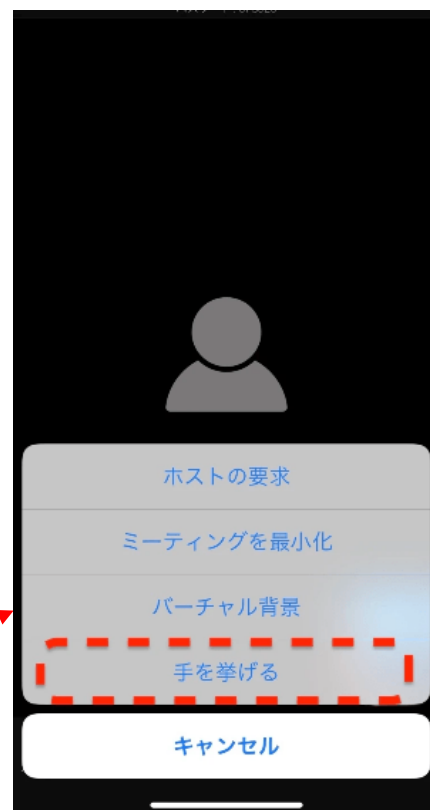 ホストの要求
ミーティングを最小化
バーチャル背景
手を挙げる
キャンセル